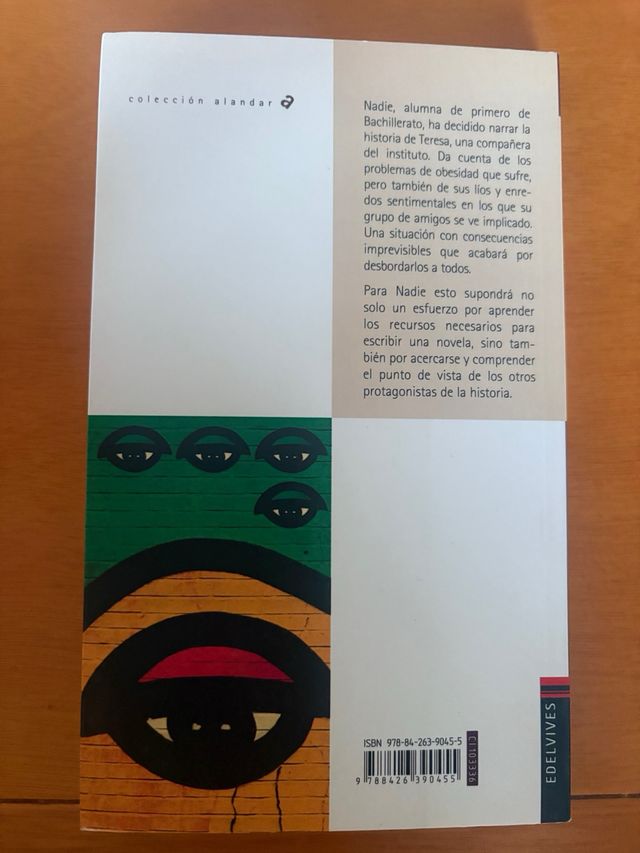 colección alandar a
Nadie, alumna de primero de
Bachillerato, ha decidido narrar la
historia de Teresa, una compañera
del instituto. Da cuenta de los
problemas de obesidad que sufre,
pero también de sus líos y enre-
dos sentimentales en los que su
grupo de amigos se ve implicado.
Una situación con consecuencias
imprevisibles que acabará por
desbordarlos a todos.
Para Nadie esto supondrá no
solo un esfuerzo por aprender
los recursos necesarios para
escribir una novela, sino tam-
bién por acercarse y comprender
el punto de vista de los otros
protagonistas de la historia.
ISBN 978-84-263-9045-5
9 788426 390455
CI 103336
EDELVIVES